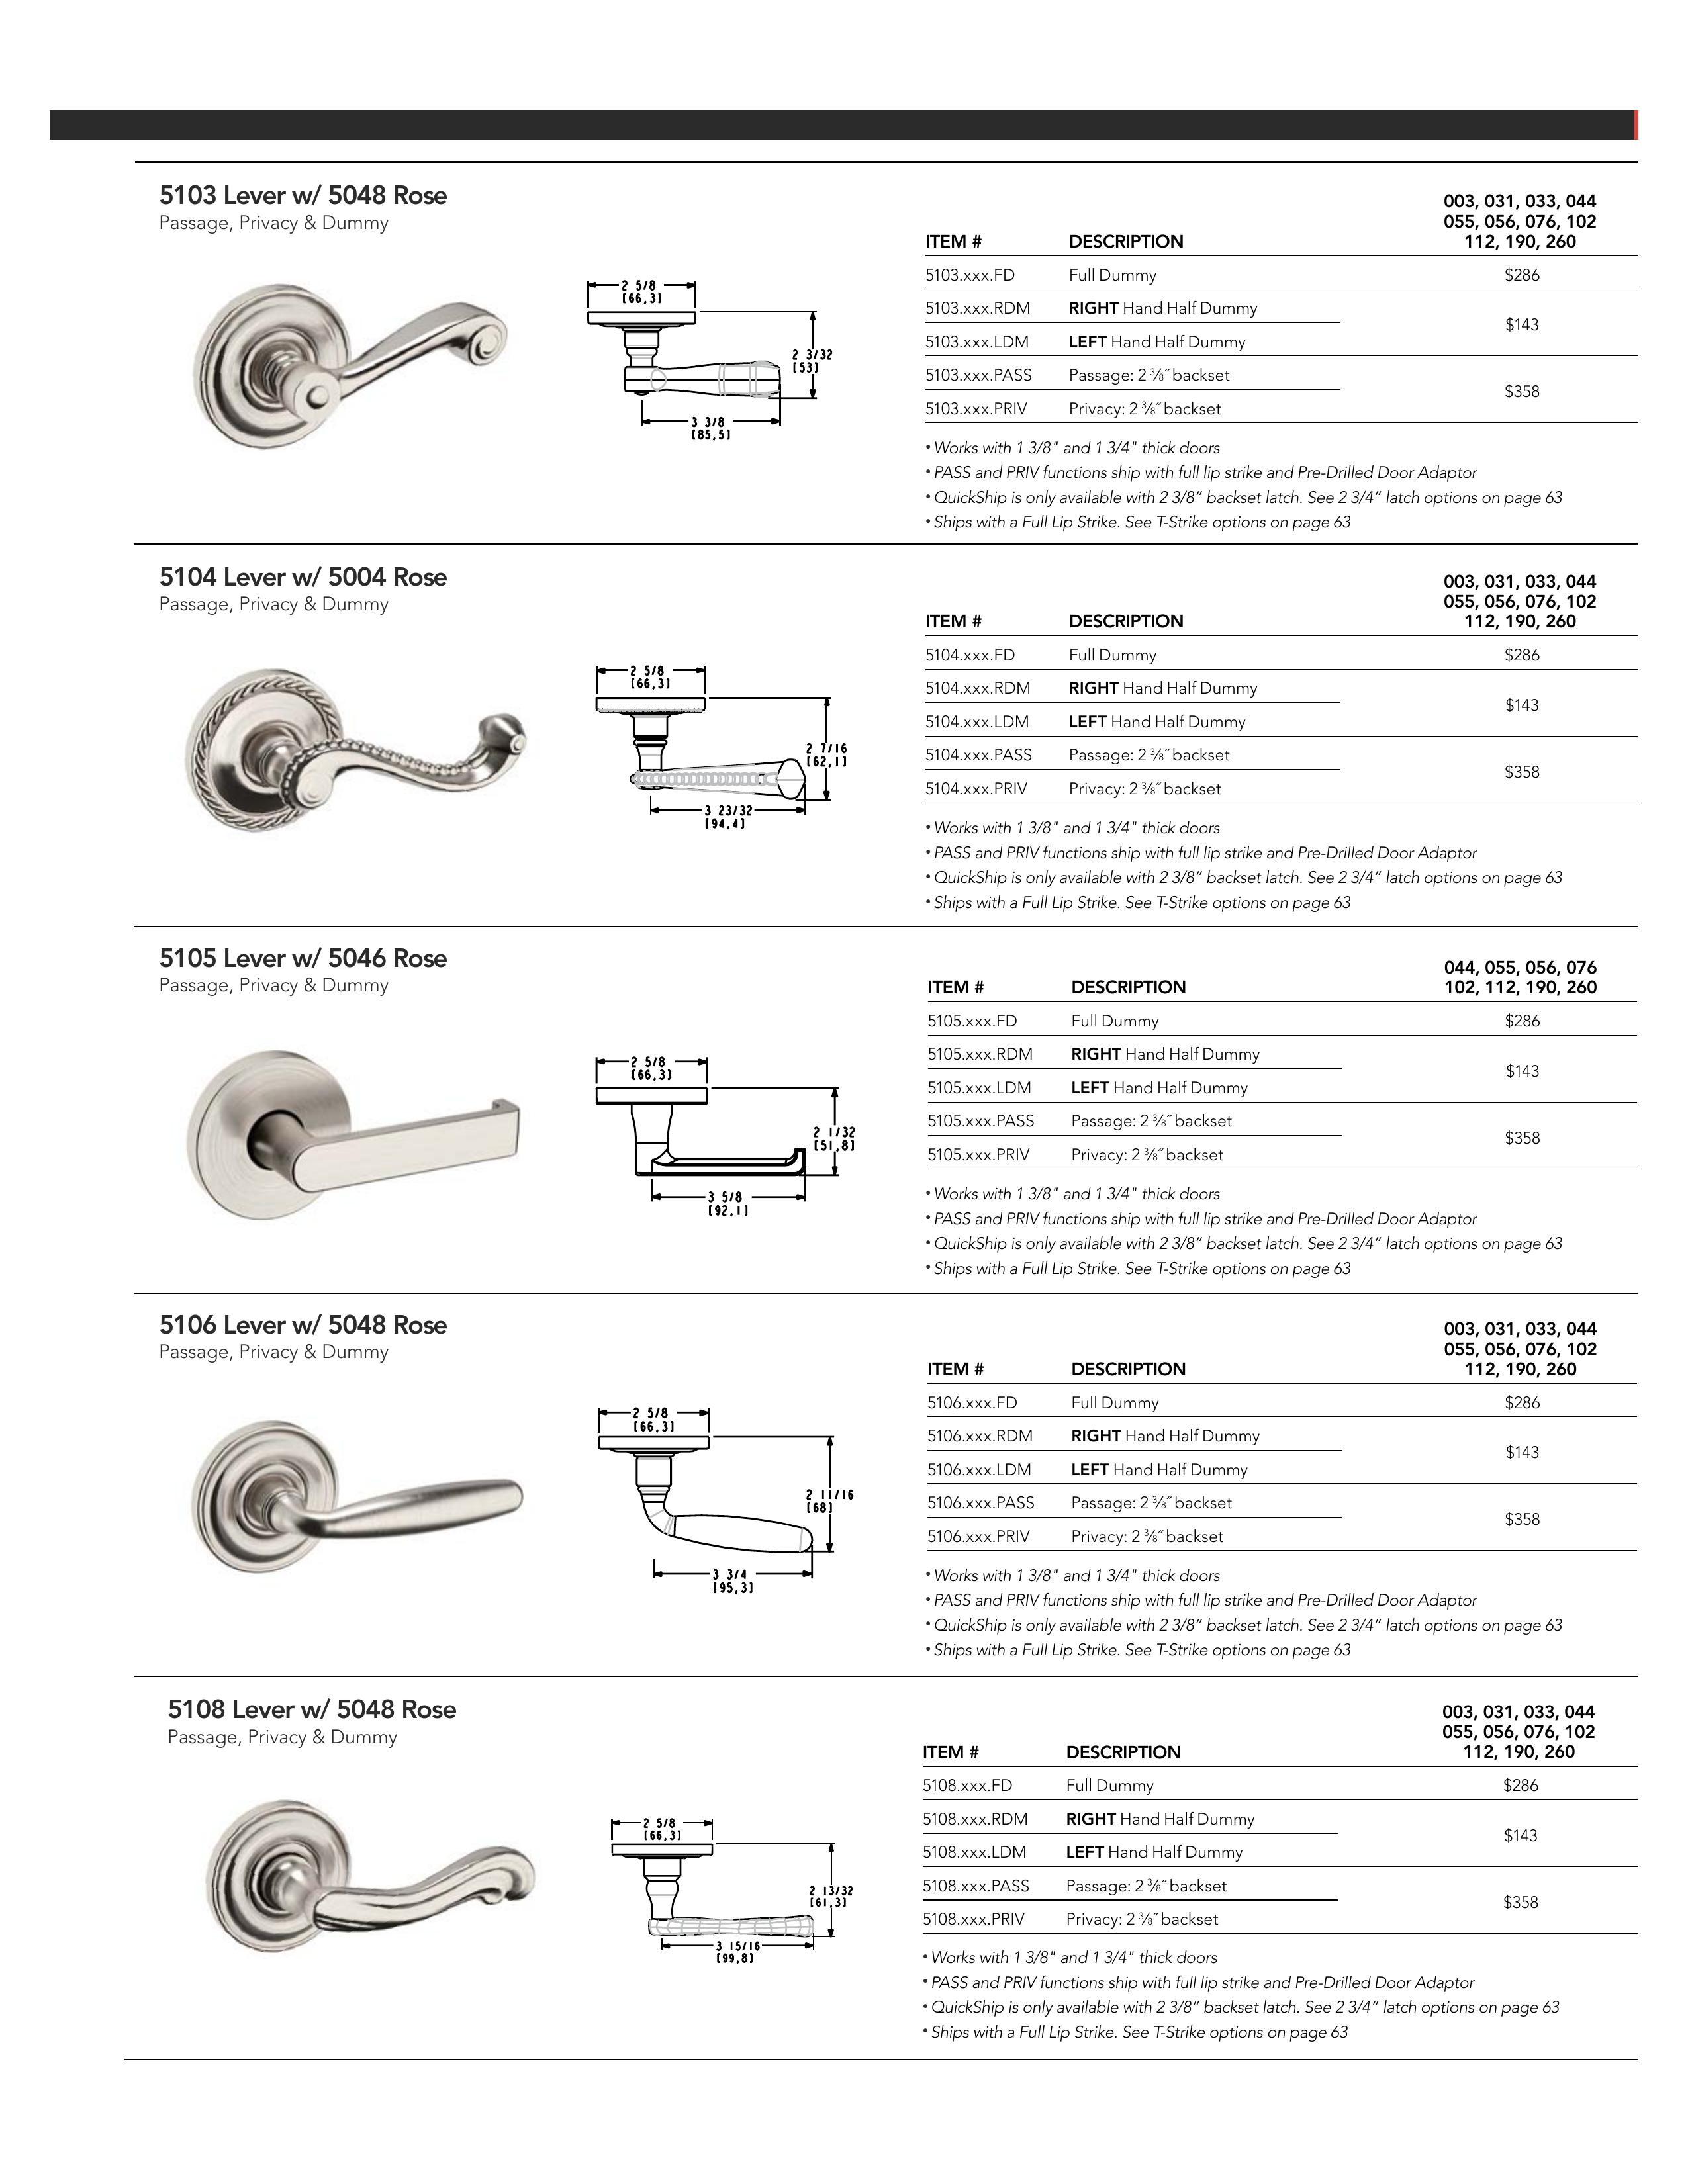 5103 Lever w/ 5048 Rose
Passage, Privacy & Dummy
2 5/8
[66,3]
2 3/32
[53]
3 3/8
[85,5]
003, 031, 033, 044
055, 056, 076, 102
ITEM # DESCRIPTION 112, 190, 260
5103.xxx.FD Full Dummy $286
5103.xxx.RDM RIGHT Hand Half Dummy
$143
5103.xxx.LDM LEFT Hand Half Dummy
5103.xxx.PASS Passage: 2 ⅜˝ backset
$358
5103.xxx.PRIV Privacy: 2 ⅜˝ backset
• Works with 1 3/8" and 1 3/4" thick doors
• PASS and PRIV functions ship with full lip strike and Pre-Drilled Door Adaptor
• QuickShip is only available with 2 3/8” backset latch. See 2 3/4” latch options on page 63
• Ships with a Full Lip Strike. See T-Strike options on page 63
5104 Lever w/ 5004 Rose
Passage, Privacy & Dummy
2 5/8
[66,3]
2 7/16
[62,1]
3 23/32
[94,4]
003, 031, 033, 044
055, 056, 076, 102
ITEM # DESCRIPTION 112, 190, 260
5104.xxx.FD Full Dummy $286
5104.xxx.RDM RIGHT Hand Half Dummy
$143
5104.xxx.LDM LEFT Hand Half Dummy
5104.xxx.PASS Passage: 2 ⅜˝ backset
$358
5104.xxx.PRIV Privacy: 2 ⅜˝ backset
• Works with 1 3/8" and 1 3/4" thick doors
• PASS and PRIV functions ship with full lip strike and Pre-Drilled Door Adaptor
• QuickShip is only available with 2 3/8” backset latch. See 2 3/4” latch options on page 63
• Ships with a Full Lip Strike. See T-Strike options on page 63
5105 Lever w/ 5046 Rose
Passage, Privacy & Dummy
2 5/8
[66,3]
2 1/32
[51,8]
3 5/8
[92,1]
044, 055, 056, 076
ITEM # DESCRIPTION 102, 112, 190, 260
5105.xxx.FD Full Dummy $286
5105.xxx.RDM RIGHT Hand Half Dummy
$143
5105.xxx.LDM LEFT Hand Half Dummy
5105.xxx.PASS Passage: 2 ⅜˝ backset
$358
5105.xxx.PRIV Privacy: 2 ⅜˝ backset
• Works with 1 3/8" and 1 3/4" thick doors
• PASS and PRIV functions ship with full lip strike and Pre-Drilled Door Adaptor
• QuickShip is only available with 2 3/8” backset latch. See 2 3/4” latch options on page 63
• Ships with a Full Lip Strike. See T-Strike options on page 63
5106 Lever w/ 5048 Rose
Passage, Privacy & Dummy
2 5/8
[66,3]
2 11/16
[68]
3 3/4
[95,3]
003, 031, 033, 044
055, 056, 076, 102
ITEM # DESCRIPTION 112, 190, 260
5106.xxx.FD Full Dummy $286
5106.xxx.RDM RIGHT Hand Half Dummy
$143
5106.xxx.LDM LEFT Hand Half Dummy
5106.xxx.PASS Passage: 2 ⅜˝ backset
$358
5106.xxx.PRIV Privacy: 2 ⅜˝ backset
• Works with 1 3/8" and 1 3/4" thick doors
• PASS and PRIV functions ship with full lip strike and Pre-Drilled Door Adaptor
• QuickShip is only available with 2 3/8” backset latch. See 2 3/4” latch options on page 63
• Ships with a Full Lip Strike. See T-Strike options on page 63
5108 Lever w/ 5048 Rose
Passage, Privacy & Dummy
2 5/8
[66,3]
2 13/32
[61,3]
3 15/16
[99,8]
003, 031, 033, 044
055, 056, 076, 102
ITEM # DESCRIPTION 112, 190, 260
5108.xxx.FD Full Dummy $286
5108.xxx.RDM RIGHT Hand Half Dummy
$143
5108.xxx.LDM LEFT Hand Half Dummy
5108.xxx.PASS Passage: 2 ⅜˝ backset
$358
5108.xxx.PRIV Privacy: 2 ⅜˝ backset
• Works with 1 3/8" and 1 3/4" thick doors
• PASS and PRIV functions ship with full lip strike and Pre-Drilled Door Adaptor
• QuickShip is only available with 2 3/8” backset latch. See 2 3/4” latch options on page 63
• Ships with a Full Lip Strike. See T-Strike options on page 63